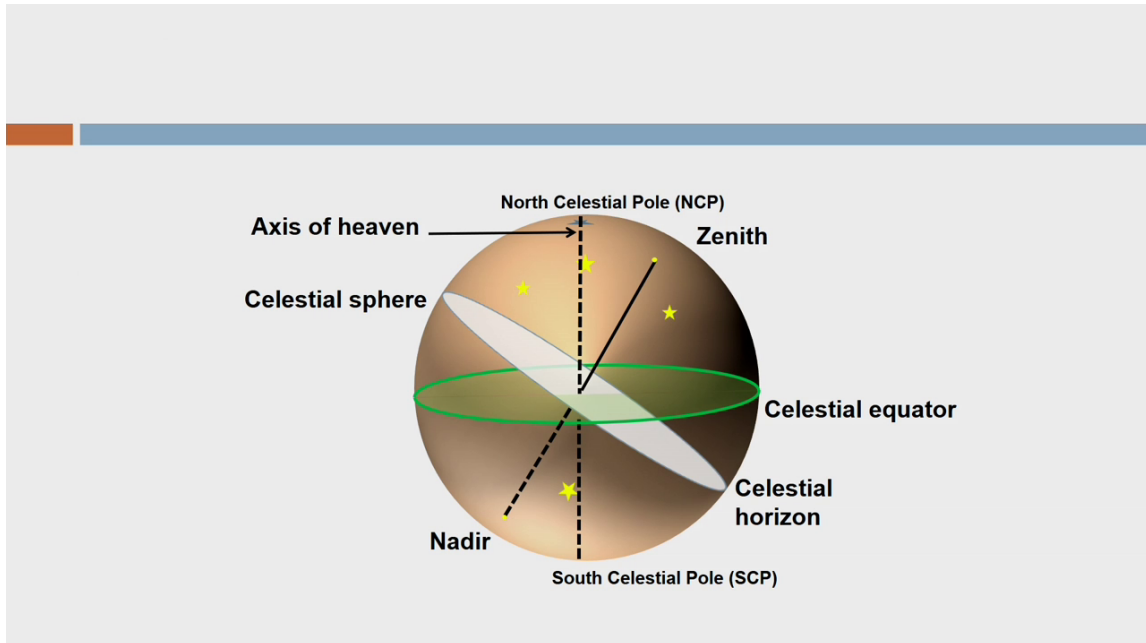 North Celestial Pole (NCP)
Axis of heaven
Zenith
Celestial sphere
Celestial equator
Celestial
horizon
Nadir
South Celestial Pole (SCP)